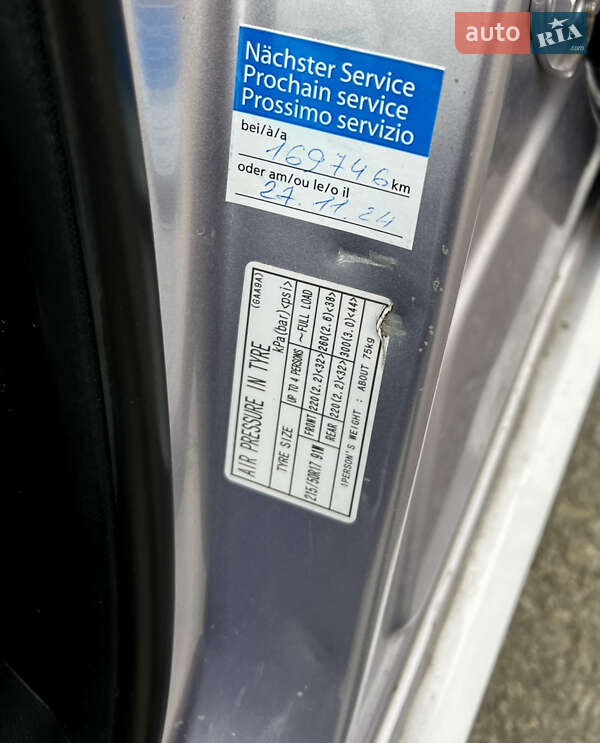 auto RIA.com
Nächster Service
Prochain service
Prossimo servizio
bei/à/a
169746 km
oder am/ou le/o il
27.11.24
AIR PRESSURE IN TYRE (GAA9A)
kPa(bar)<psi>
TYRE SIZE UP TO 4 PERSONS ~FULL LOAD
215/50R17 91W FRONT 220(2.2)<32> 260(2.6)<38>
REAR 220(2.2)<32> 300(3.0)<44>
1PERSON'S WEIGHT : ABOUT 75kg